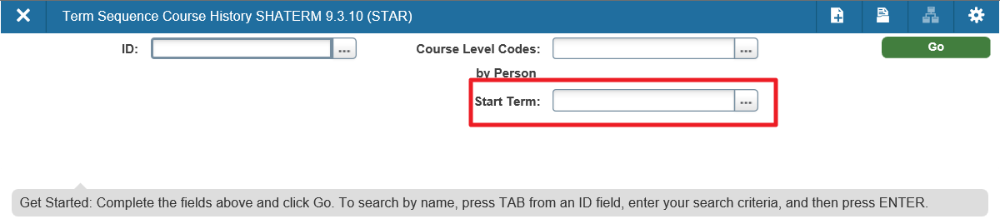 Term Sequence Course History SHATERM 9.3.10 (STAR)
ID: ...
Course Level Codes: ...
Go
by Person
Start Term: ...
Get Started: Complete the fields above and click Go. To search by name, press TAB from an ID field, enter your search criteria, and then press ENTER.